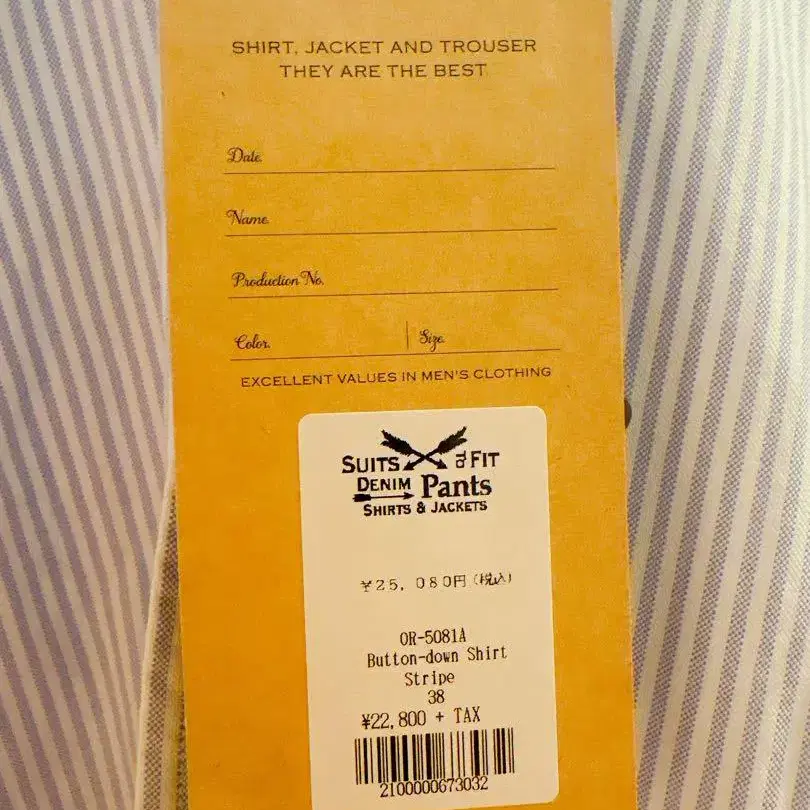 SHIRT, JACKET AND TROUSER
THEY ARE THE BEST
Date.
Name.
Production No.
Color. Size.
EXCELLENT VALUES IN MEN'S CLOTHING
SUITS to FIT
DENIM Pants
SHIRTS & JACKETS
¥25,080円(税込)
OR-5081A
Button-down Shirt
Stripe
38
¥22,800 + TAX
2100000673032